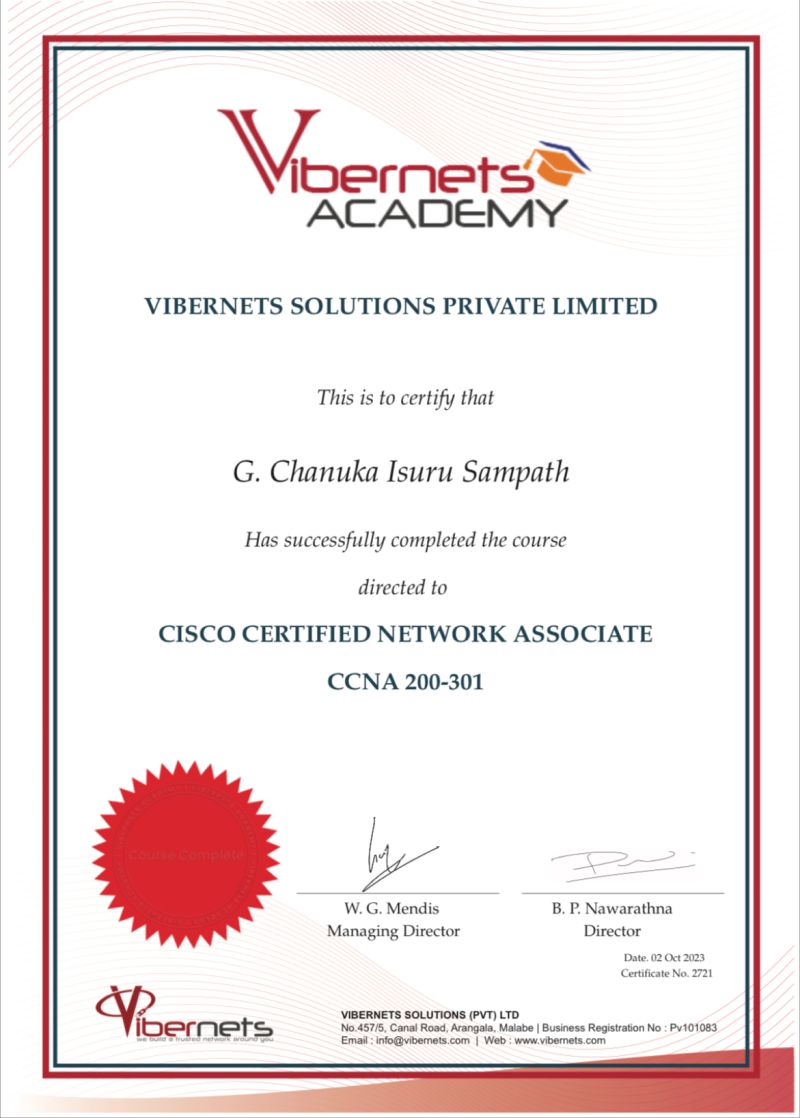 Vibernets
ACADEMY
VIBERNETS SOLUTIONS PRIVATE LIMITED
This is to certify that
G. Chanuka Isuru Sampath
Has successfully completed the course
directed to
CISCO CERTIFIED NETWORK ASSOCIATE
CCNA 200-301
Course Complete
W. G. Mendis
Managing Director
B. P. Nawarathna
Director
Date. 02 Oct 2023
Certificate No. 2721
Vibernets
we build a trusted network around you
VIBERNETS SOLUTIONS (PVT) LTD
No.457/5, Canal Road, Arangala, Malabe | Business Registration No : Pv101083
Email : info@vibernets.com | Web : www.vibernets.com